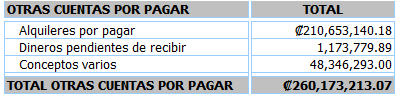 OTRAS CUENTAS POR PAGAR TOTAL
Alquileres por pagar ₡210,653,140.18
Dineros pendientes de recibir 1,173,779.89
Conceptos varios 48,346,293.00
TOTAL OTRAS CUENTAS POR PAGAR ₡260,173,213.07